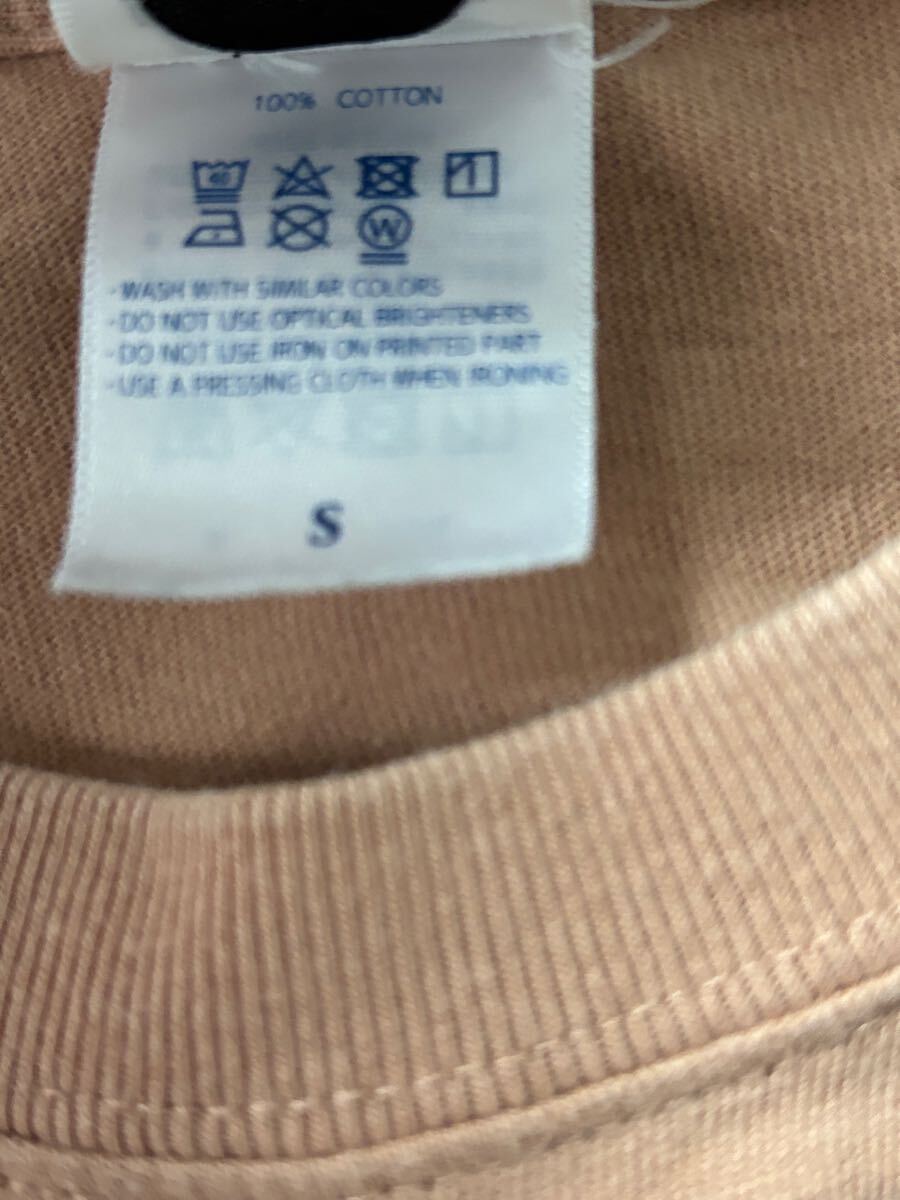 100% COTTON
40
W
·WASH WITH SIMILAR COLORS
·DO NOT USE OPTICAL BRIGHTENERS
·DO NOT USE IRON ON PRINTED PART
·USE A PRESSING CLOTH WHEN IRONING
S